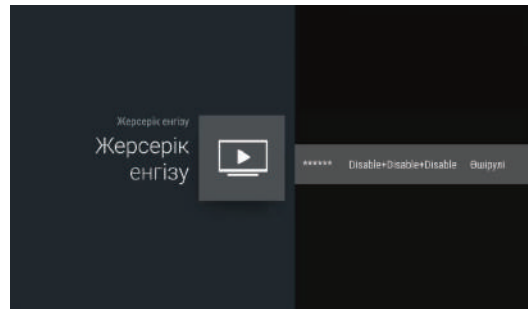 Жерсерік енгізу
Жерсерік
енгізу
****** Disable+Disable+Disable Өшірулі